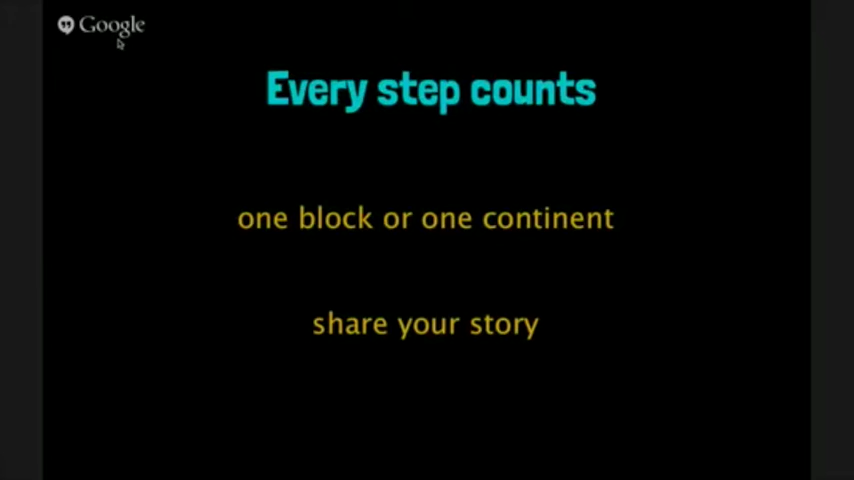 Google
Every step counts
one block or one continent
share your story